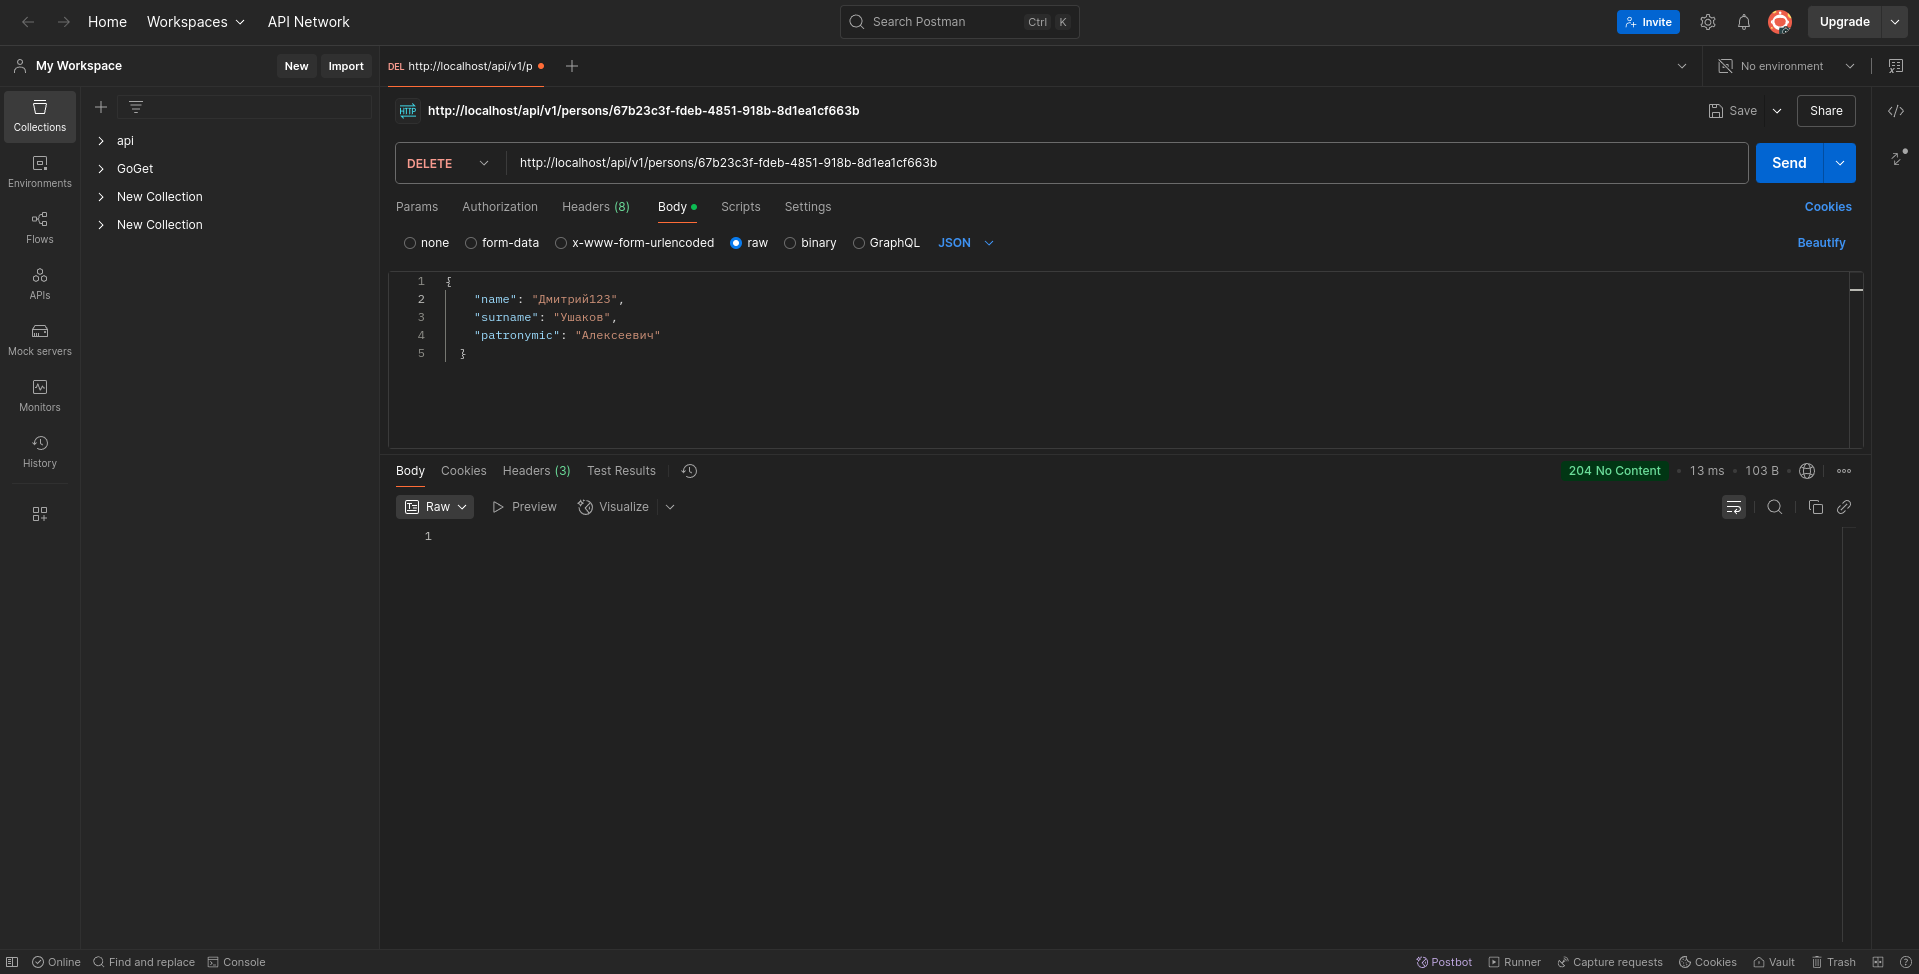 Home Workspaces API Network Search Postman Ctrl K Invite Upgrade
My Workspace New Import DEL http://localhost/api/v1/p No environment
Collections
Environments
Flows
APIs
Mock servers
Monitors
History
api
GoGet
New Collection
New Collection
HTTP http://localhost/api/v1/persons/67b23c3f-fdeb-4851-918b-8d1ea1cf663b Save Share
DELETE http://localhost/api/v1/persons/67b23c3f-fdeb-4851-918b-8d1ea1cf663b Send
Params Authorization Headers (8) Body Scripts Settings Cookies
none form-data x-www-form-urlencoded raw binary GraphQL JSON Beautify
1 {
2 "name": "Дмитрий123",
3 "surname": "Ушаков",
4 "patronymic": "Алексеевич"
5 }
Body Cookies Headers (3) Test Results 204 No Content • 13 ms • 103 B
Raw Preview Visualize
1
Online Find and replace Console Postbot Runner Capture requests Cookies Vault Trash